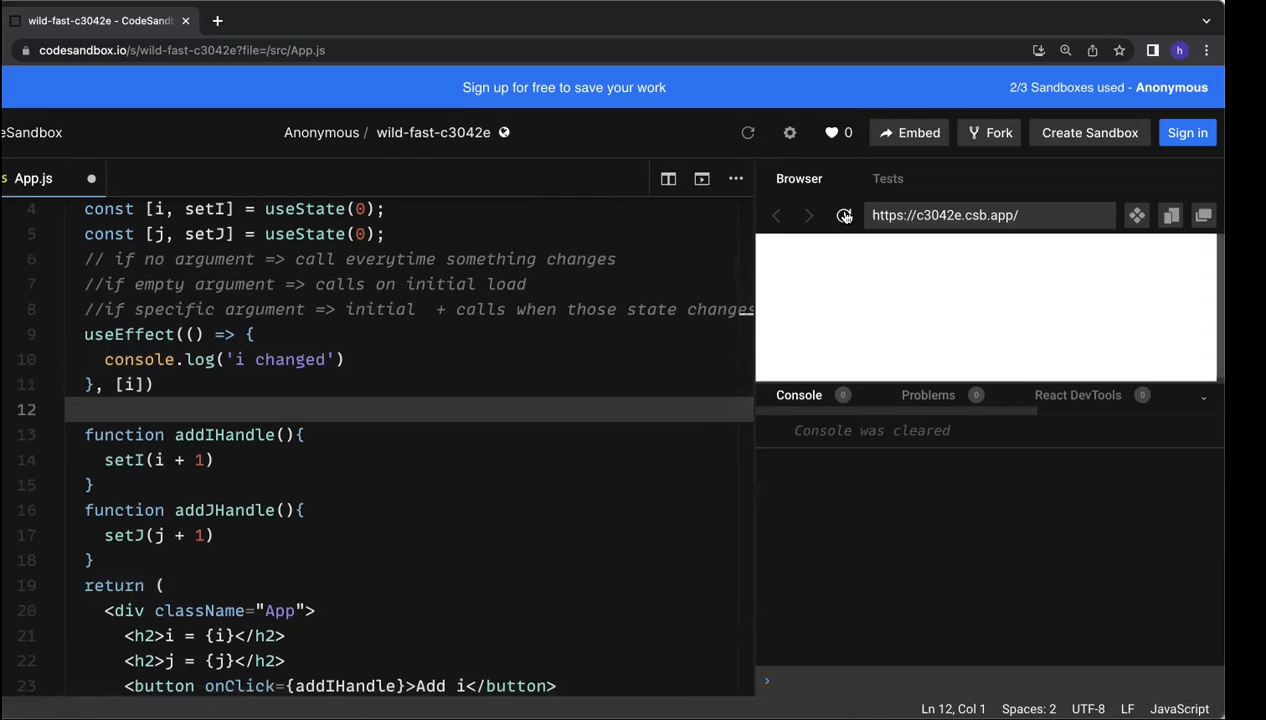 wild-fast-c3042e - CodeSandb
codesandbox.io/s/wild-fast-c3042e?file=/src/App.js
h
Sign up for free to save your work
2/3 Sandboxes used - Anonymous
eSandbox
Anonymous / wild-fast-c3042e
0
Embed
Fork
Create Sandbox
Sign in
S App.js
Browser
Tests
https://c3042e.csb.app/
4 const [i, setI] = useState(0);
5 const [j, setJ] = useState(0);
6 // if no argument => call everytime something changes
7 //if empty argument => calls on initial load
8 //if specific argument => initial  + calls when those state changes
9 useEffect(() => {
10 console.log('i changed')
11 }, [i])
12
13 function addIHandle(){
14 setI(i + 1)
15 }
16 function addJHandle(){
17 setJ(j + 1)
18 }
19 return (
20 <div className="App">
21 <h2>i = {i}</h2>
22 <h2>j = {j}</h2>
23 <button onClick={addIHandle}>Add i</button>
Console 0
Problems 0
React DevTools 0
Console was cleared
›
Ln 12, Col 1
Spaces: 2
UTF-8
LF
JavaScript